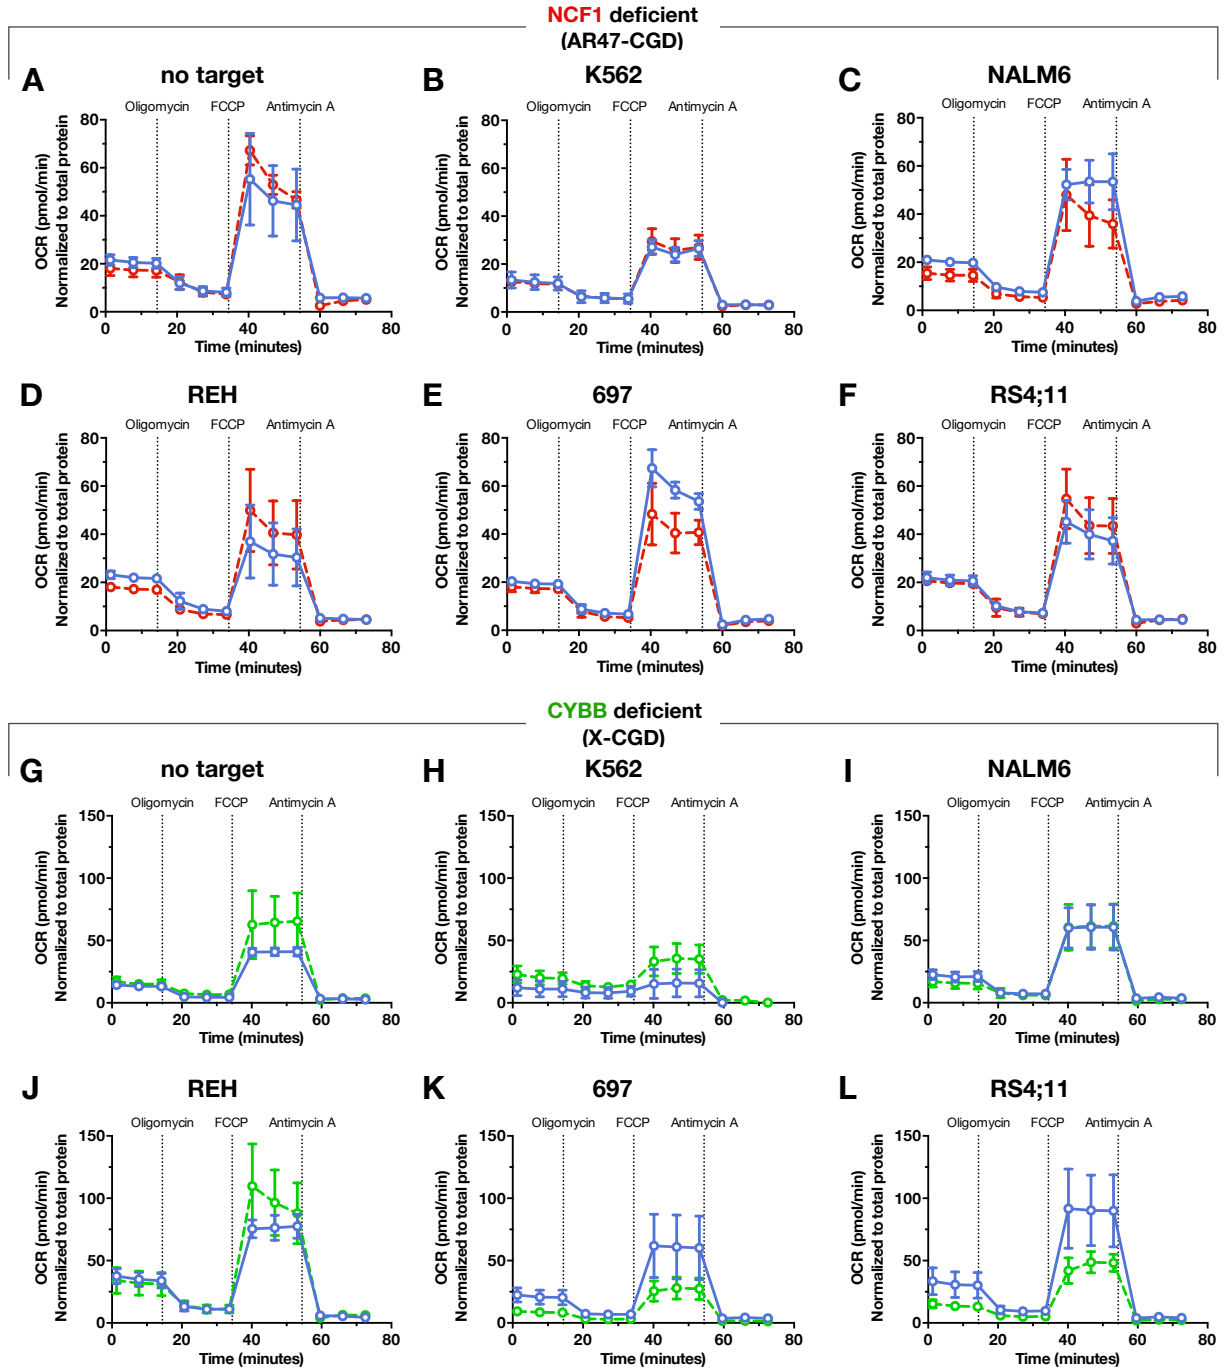 NCF1 deficient
(AR47-CGD)
A
no target
Oligomycin FCCP Antimycin A
OCR (pmol/min)
Normalized to total protein
80
60
40
20
0
0 20 40 60 80
Time (minutes)
B
K562
Oligomycin FCCP Antimycin A
OCR (pmol/min)
Normalized to total protein
80
60
40
20
0
0 20 40 60 80
Time (minutes)
C
NALM6
Oligomycin FCCP Antimycin A
OCR (pmol/min)
Normalized to total protein
80
60
40
20
0
0 20 40 60 80
Time (minutes)
D
REH
Oligomycin FCCP Antimycin A
OCR (pmol/min)
Normalized to total protein
80
60
40
20
0
0 20 40 60 80
Time (minutes)
E
697
Oligomycin FCCP Antimycin A
OCR (pmol/min)
Normalized to total protein
80
60
40
20
0
0 20 40 60 80
Time (minutes)
F
RS4;11
Oligomycin FCCP Antimycin A
OCR (pmol/min)
Normalized to total protein
80
60
40
20
0
0 20 40 60 80
Time (minutes)
CYBB deficient
(X-CGD)
G
no target
Oligomycin FCCP Antimycin A
OCR (pmol/min)
Normalized to total protein
150
100
50
0
0 20 40 60 80
Time (minutes)
H
K562
Oligomycin FCCP Antimycin A
OCR (pmol/min)
Normalized to total protein
150
100
50
0
0 20 40 60 80
Time (minutes)
I
NALM6
Oligomycin FCCP Antimycin A
OCR (pmol/min)
Normalized to total protein
150
100
50
0
0 20 40 60 80
Time (minutes)
J
REH
Oligomycin FCCP Antimycin A
OCR (pmol/min)
Normalized to total protein
150
100
50
0
0 20 40 60 80
Time (minutes)
K
697
Oligomycin FCCP Antimycin A
OCR (pmol/min)
Normalized to total protein
150
100
50
0
0 20 40 60 80
Time (minutes)
L
RS4;11
Oligomycin FCCP Antimycin A
OCR (pmol/min)
Normalized to total protein
150
100
50
0
0 20 40 60 80
Time (minutes)